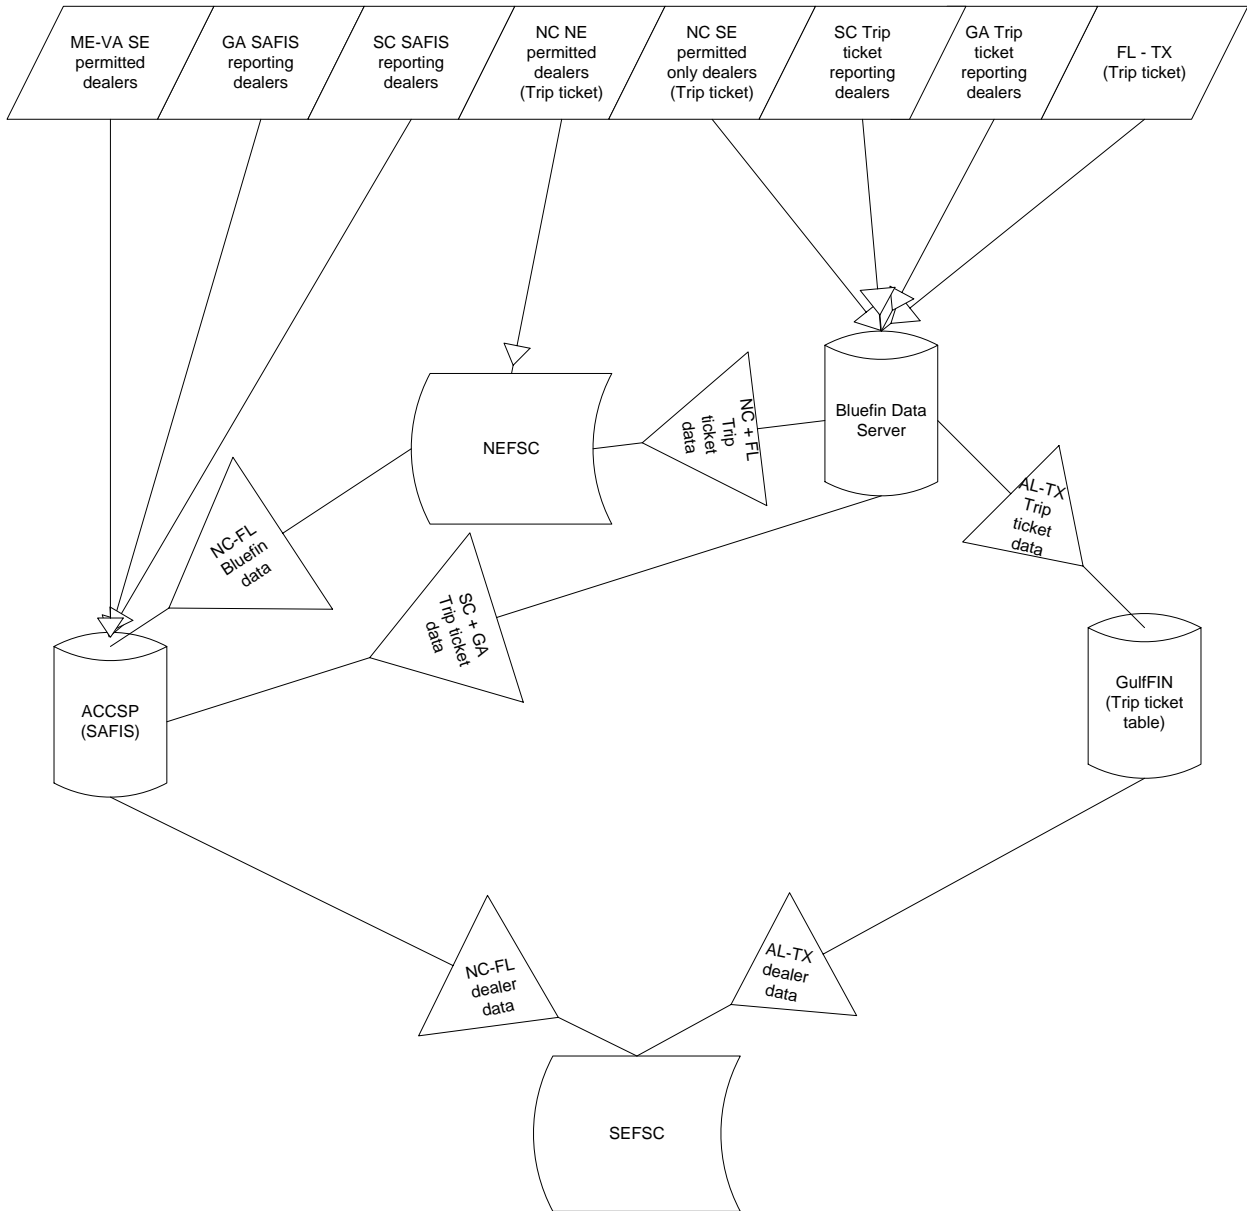 ME-VA SE
permitted
dealers
GA SAFIS
reporting
dealers
SC SAFIS
reporting
dealers
NC NE
permitted
dealers
(Trip ticket)
NC SE
permitted
only dealers
(Trip ticket)
SC Trip
ticket
reporting
dealers
GA Trip
ticket
reporting
dealers
FL - TX
(Trip ticket)
Bluefin Data
Server
NC + FL
Trip
ticket
data
NEFSC
AL-TX
Trip
ticket
data
NC-FL
Bluefin
data
SC + GA
Trip ticket
data
ACCSP
(SAFIS)
GulfFIN
(Trip ticket
table)
NC-FL
dealer
data
AL-TX
dealer
data
SEFSC